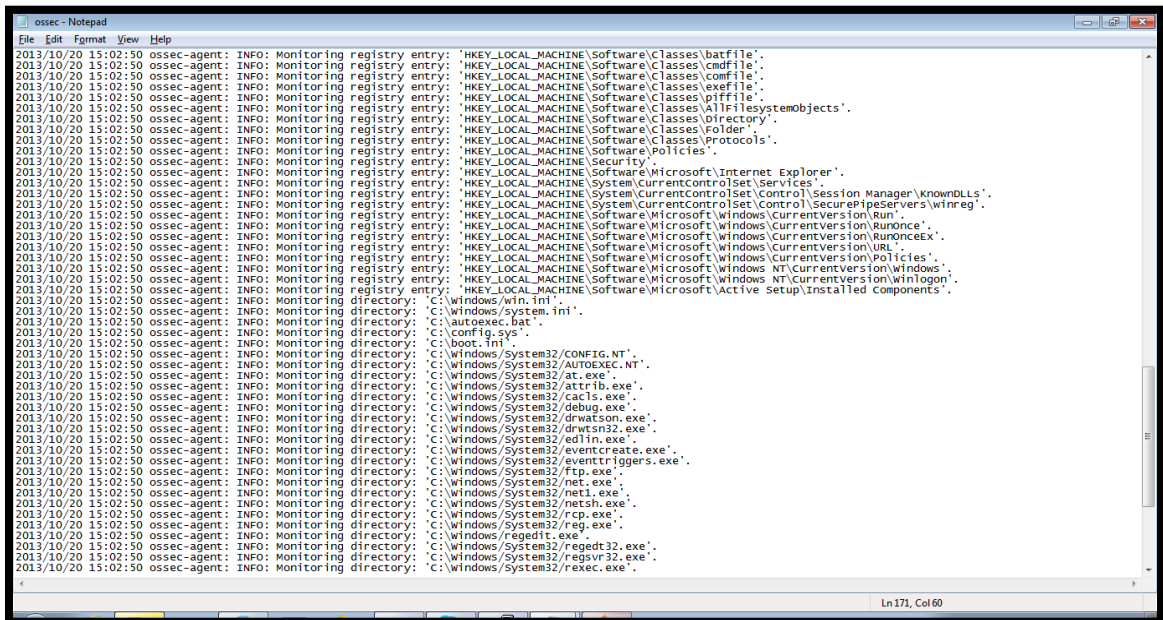 ossec - Notepad
File Edit Format View Help
2013/10/20 15:02:50 ossec-agent: INFO: Monitoring registry entry: 'HKEY_LOCAL_MACHINE\Software\Classes\batfile'.
2013/10/20 15:02:50 ossec-agent: INFO: Monitoring registry entry: 'HKEY_LOCAL_MACHINE\Software\Classes\cmdfile'.
2013/10/20 15:02:50 ossec-agent: INFO: Monitoring registry entry: 'HKEY_LOCAL_MACHINE\Software\Classes\comfile'.
2013/10/20 15:02:50 ossec-agent: INFO: Monitoring registry entry: 'HKEY_LOCAL_MACHINE\Software\Classes\exefile'.
2013/10/20 15:02:50 ossec-agent: INFO: Monitoring registry entry: 'HKEY_LOCAL_MACHINE\Software\Classes\piffile'.
2013/10/20 15:02:50 ossec-agent: INFO: Monitoring registry entry: 'HKEY_LOCAL_MACHINE\Software\Classes\AllFilesystemObjects'.
2013/10/20 15:02:50 ossec-agent: INFO: Monitoring registry entry: 'HKEY_LOCAL_MACHINE\Software\Classes\Directory'.
2013/10/20 15:02:50 ossec-agent: INFO: Monitoring registry entry: 'HKEY_LOCAL_MACHINE\Software\Classes\Folder'.
2013/10/20 15:02:50 ossec-agent: INFO: Monitoring registry entry: 'HKEY_LOCAL_MACHINE\Software\Classes\Protocols'.
2013/10/20 15:02:50 ossec-agent: INFO: Monitoring registry entry: 'HKEY_LOCAL_MACHINE\Software\Policies'.
2013/10/20 15:02:50 ossec-agent: INFO: Monitoring registry entry: 'HKEY_LOCAL_MACHINE\Security'.
2013/10/20 15:02:50 ossec-agent: INFO: Monitoring registry entry: 'HKEY_LOCAL_MACHINE\Software\Microsoft\Internet Explorer'.
2013/10/20 15:02:50 ossec-agent: INFO: Monitoring registry entry: 'HKEY_LOCAL_MACHINE\System\CurrentControlSet\Services'.
2013/10/20 15:02:50 ossec-agent: INFO: Monitoring registry entry: 'HKEY_LOCAL_MACHINE\System\CurrentControlSet\Control\Session Manager\KnownDLLs'.
2013/10/20 15:02:50 ossec-agent: INFO: Monitoring registry entry: 'HKEY_LOCAL_MACHINE\System\CurrentControlSet\Control\SecurePipeServers\winreg'.
2013/10/20 15:02:50 ossec-agent: INFO: Monitoring registry entry: 'HKEY_LOCAL_MACHINE\Software\Microsoft\Windows\CurrentVersion\Run'.
2013/10/20 15:02:50 ossec-agent: INFO: Monitoring registry entry: 'HKEY_LOCAL_MACHINE\Software\Microsoft\Windows\CurrentVersion\RunOnce'.
2013/10/20 15:02:50 ossec-agent: INFO: Monitoring registry entry: 'HKEY_LOCAL_MACHINE\Software\Microsoft\Windows\CurrentVersion\RunOnceEx'.
2013/10/20 15:02:50 ossec-agent: INFO: Monitoring registry entry: 'HKEY_LOCAL_MACHINE\Software\Microsoft\Windows\CurrentVersion\URL'.
2013/10/20 15:02:50 ossec-agent: INFO: Monitoring registry entry: 'HKEY_LOCAL_MACHINE\Software\Microsoft\Windows\CurrentVersion\Policies'.
2013/10/20 15:02:50 ossec-agent: INFO: Monitoring registry entry: 'HKEY_LOCAL_MACHINE\Software\Microsoft\Windows NT\CurrentVersion\Windows'.
2013/10/20 15:02:50 ossec-agent: INFO: Monitoring registry entry: 'HKEY_LOCAL_MACHINE\Software\Microsoft\Windows NT\CurrentVersion\Winlogon'.
2013/10/20 15:02:50 ossec-agent: INFO: Monitoring registry entry: 'HKEY_LOCAL_MACHINE\Software\Microsoft\Active Setup\Installed Components'.
2013/10/20 15:02:50 ossec-agent: INFO: Monitoring directory: 'C:\Windows/win.ini'.
2013/10/20 15:02:50 ossec-agent: INFO: Monitoring directory: 'C:\Windows/system.ini'.
2013/10/20 15:02:50 ossec-agent: INFO: Monitoring directory: 'C:\autoexec.bat'.
2013/10/20 15:02:50 ossec-agent: INFO: Monitoring directory: 'C:\config.sys'.
2013/10/20 15:02:50 ossec-agent: INFO: Monitoring directory: 'C:\boot.ini'.
2013/10/20 15:02:50 ossec-agent: INFO: Monitoring directory: 'C:\Windows/System32/CONFIG.NT'.
2013/10/20 15:02:50 ossec-agent: INFO: Monitoring directory: 'C:\Windows/System32/AUTOEXEC.NT'.
2013/10/20 15:02:50 ossec-agent: INFO: Monitoring directory: 'C:\Windows/System32/at.exe'.
2013/10/20 15:02:50 ossec-agent: INFO: Monitoring directory: 'C:\Windows/System32/attrib.exe'.
2013/10/20 15:02:50 ossec-agent: INFO: Monitoring directory: 'C:\Windows/System32/cacls.exe'.
2013/10/20 15:02:50 ossec-agent: INFO: Monitoring directory: 'C:\Windows/System32/debug.exe'.
2013/10/20 15:02:50 ossec-agent: INFO: Monitoring directory: 'C:\Windows/System32/drwatson.exe'.
2013/10/20 15:02:50 ossec-agent: INFO: Monitoring directory: 'C:\Windows/System32/drwtsn32.exe'.
2013/10/20 15:02:50 ossec-agent: INFO: Monitoring directory: 'C:\Windows/System32/edlin.exe'.
2013/10/20 15:02:50 ossec-agent: INFO: Monitoring directory: 'C:\Windows/System32/eventcreate.exe'.
2013/10/20 15:02:50 ossec-agent: INFO: Monitoring directory: 'C:\Windows/System32/eventtriggers.exe'.
2013/10/20 15:02:50 ossec-agent: INFO: Monitoring directory: 'C:\Windows/System32/ftp.exe'.
2013/10/20 15:02:50 ossec-agent: INFO: Monitoring directory: 'C:\Windows/System32/net.exe'.
2013/10/20 15:02:50 ossec-agent: INFO: Monitoring directory: 'C:\Windows/System32/net1.exe'.
2013/10/20 15:02:50 ossec-agent: INFO: Monitoring directory: 'C:\Windows/System32/netsh.exe'.
2013/10/20 15:02:50 ossec-agent: INFO: Monitoring directory: 'C:\Windows/System32/rcp.exe'.
2013/10/20 15:02:50 ossec-agent: INFO: Monitoring directory: 'C:\Windows/System32/reg.exe'.
2013/10/20 15:02:50 ossec-agent: INFO: Monitoring directory: 'C:\Windows/regedit.exe'.
2013/10/20 15:02:50 ossec-agent: INFO: Monitoring directory: 'C:\Windows/System32/regedt32.exe'.
2013/10/20 15:02:50 ossec-agent: INFO: Monitoring directory: 'C:\Windows/System32/regsvr32.exe'.
2013/10/20 15:02:50 ossec-agent: INFO: Monitoring directory: 'C:\Windows/System32/rexec.exe'.
Ln 171, Col 60